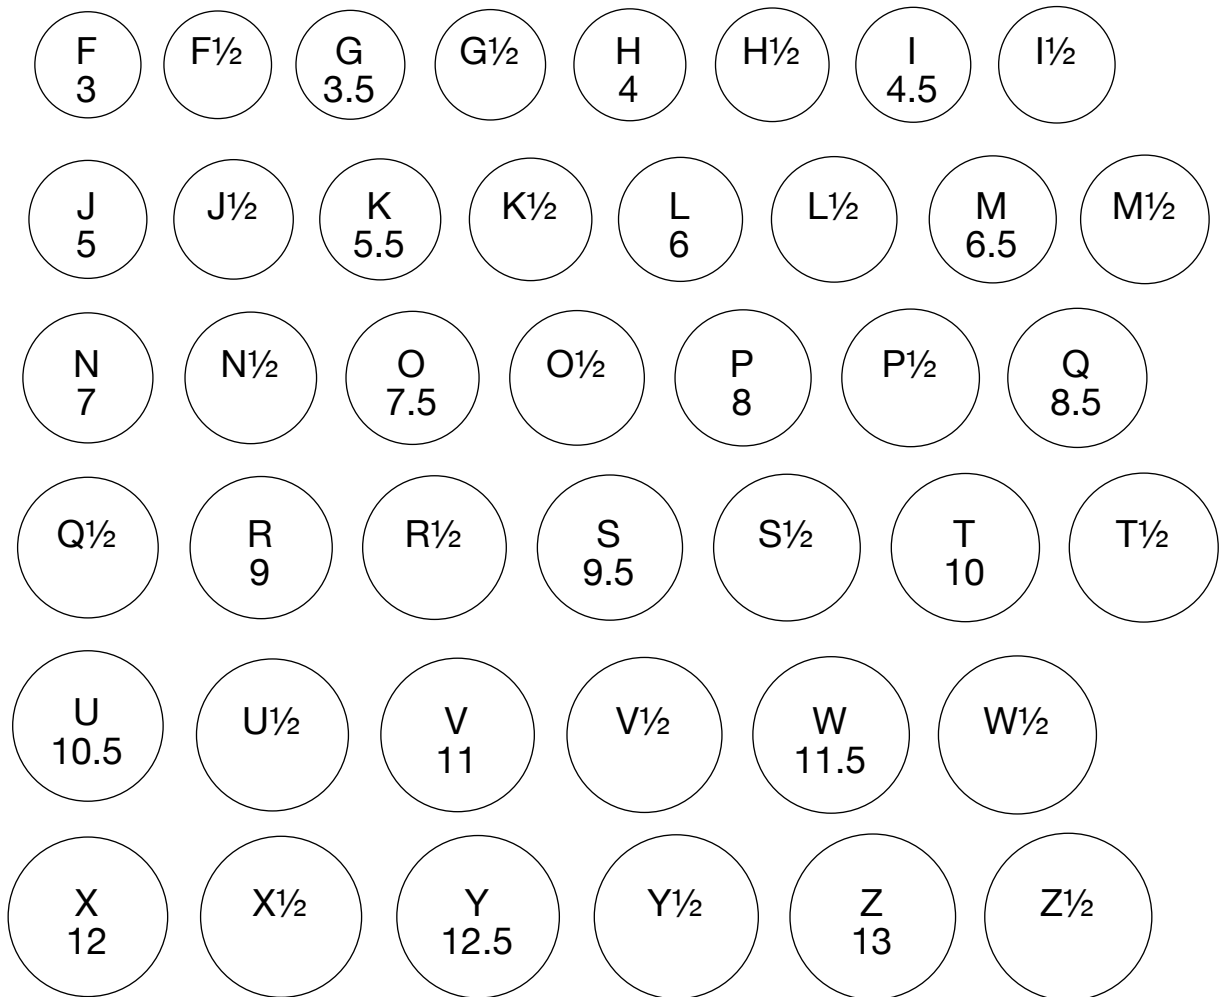 F F½ G G½ H H½ I I½
3 3.5 4 4.5
J J½ K K½ L L½ M M½
5 5.5 6 6.5
N N½ O O½ P P½ Q
7 7.5 8 8.5
Q½ R R½ S S½ T T½
9 9.5 10
U U½ V V½ W W½
10.5 11 11.5
X X½ Y Y½ Z Z½
12 12.5 13